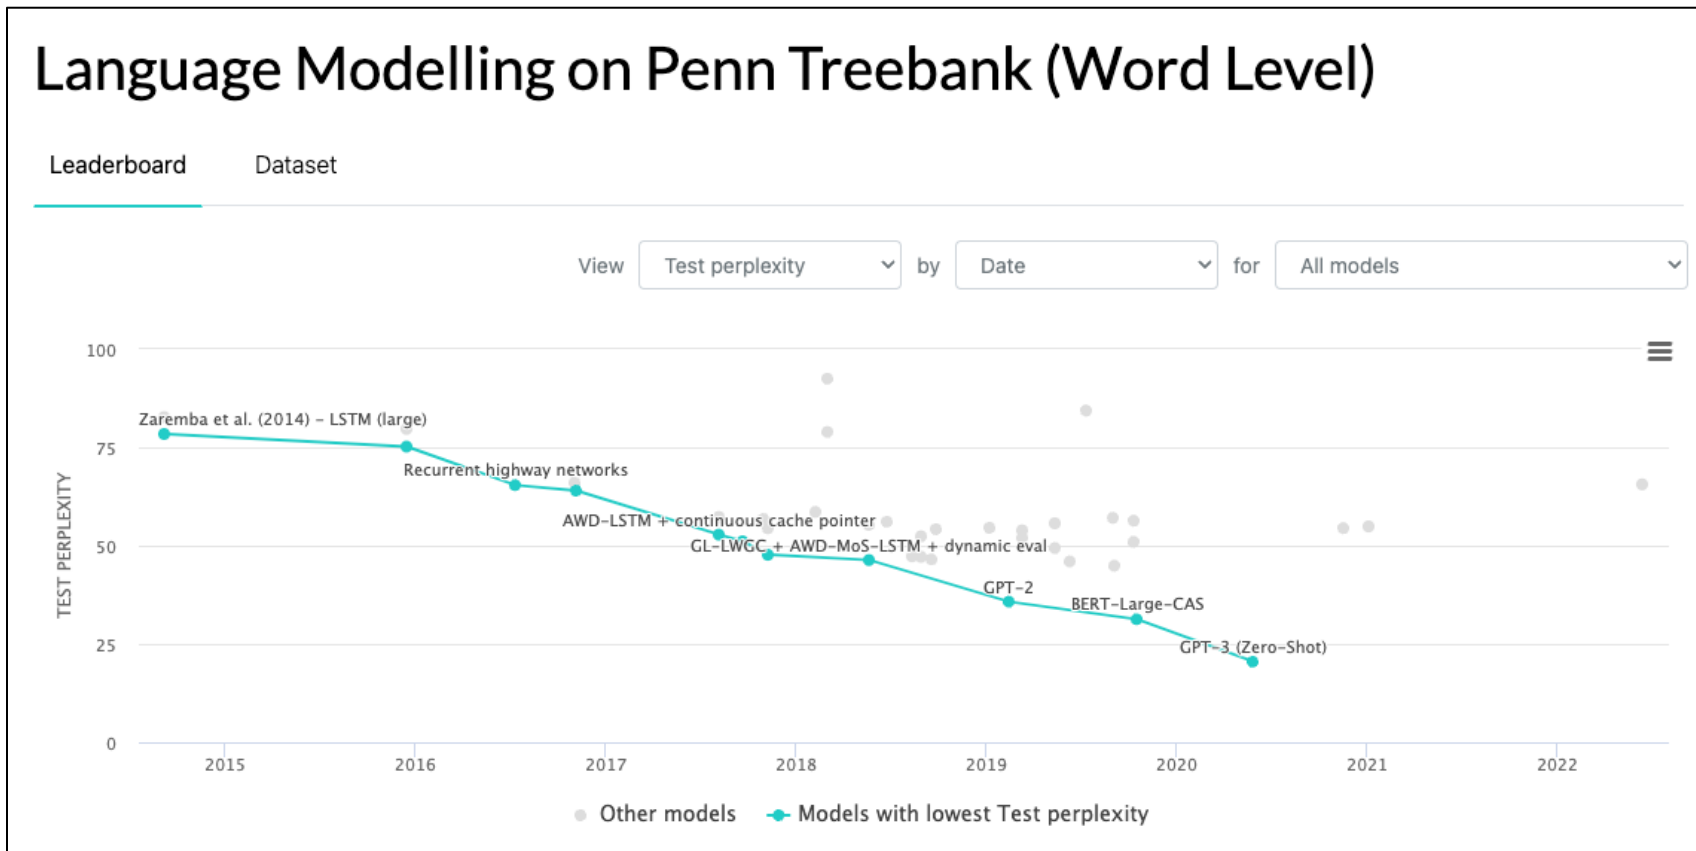 Language Modelling on Penn Treebank (Word Level)
Leaderboard Dataset
View Test perplexity by Date for All models
100
75
50
25
0
TEST PERPLEXITY
Zaremba et al. (2014) – LSTM (large)
Recurrent highway networks
AWD-LSTM + continuous cache pointer
GL-LWGC + AWD-MoS-LSTM + dynamic eval
GPT-2
BERT-Large-CAS
GPT-3 (Zero-Shot)
2015 2016 2017 2018 2019 2020 2021 2022
Other models Models with lowest Test perplexity